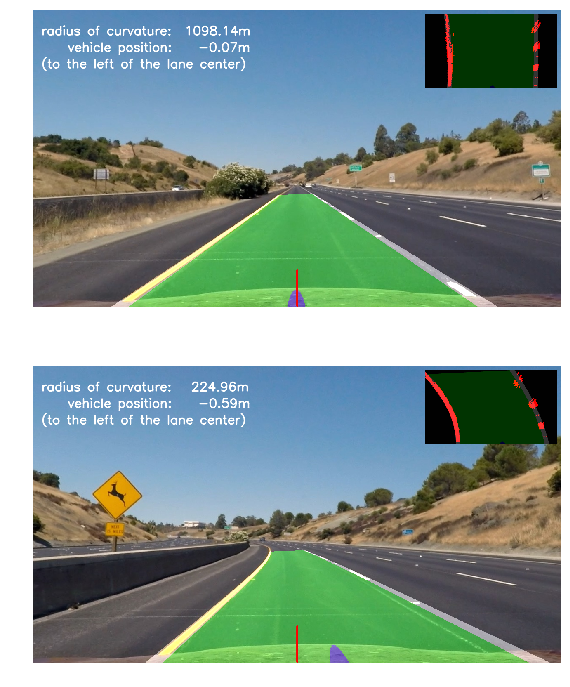 radius of curvature: 1098.14m
vehicle position: -0.07m
(to the left of the lane center)
radius of curvature: 224.96m
vehicle position: -0.59m
(to the left of the lane center)